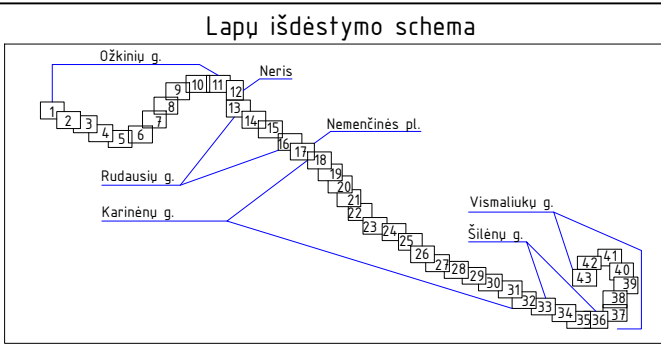 Lapų išdėstymo schema
Ožkinių g.
Neris
1 2 3 4 5 6 7 8 9 10 11 12
13 14 15 16 17 18 19 20 21 22
Nemenčinės pl.
Rudausių g.
Karinėnų g.
23 24 25 26 27 28 29 30 31 32 33 34 35 36
Vismaliukų g.
Šilėnų g.
37 38 39 40 41 42 43